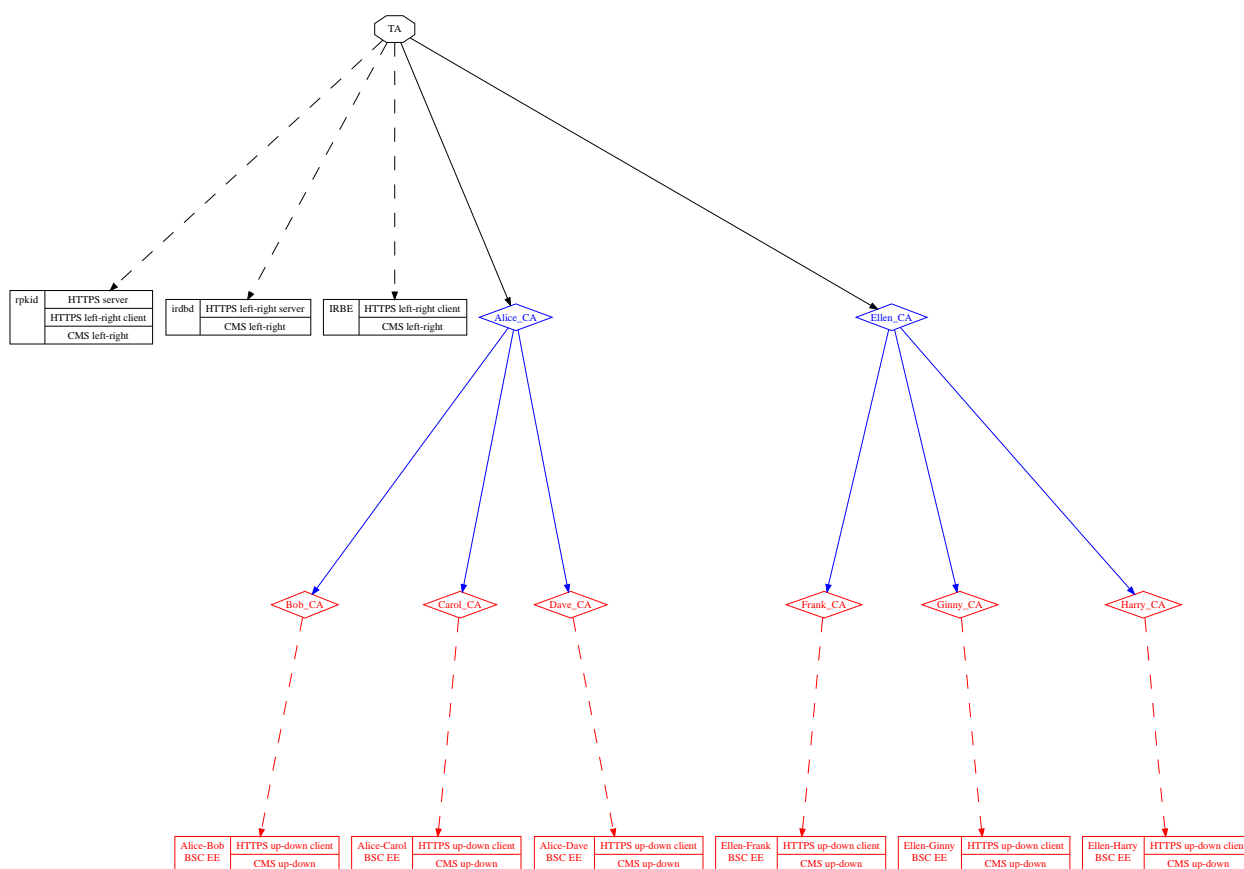 TA
rpkid
HTTPS server
HTTPS left-right client
CMS left-right
irdbd
HTTPS left-right server
CMS left-right
IRBE
HTTPS left-right client
CMS left-right
Alice_CA
Ellen_CA
Bob_CA
Carol_CA
Dave_CA
Frank_CA
Ginny_CA
Harry_CA
Alice-Bob
BSC EE
HTTPS up-down client
CMS up-down
Alice-Carol
BSC EE
HTTPS up-down client
CMS up-down
Alice-Dave
BSC EE
HTTPS up-down client
CMS up-down
Ellen-Frank
BSC EE
HTTPS up-down client
CMS up-down
Ellen-Ginny
BSC EE
HTTPS up-down client
CMS up-down
Ellen-Harry
BSC EE
HTTPS up-down client
CMS up-down